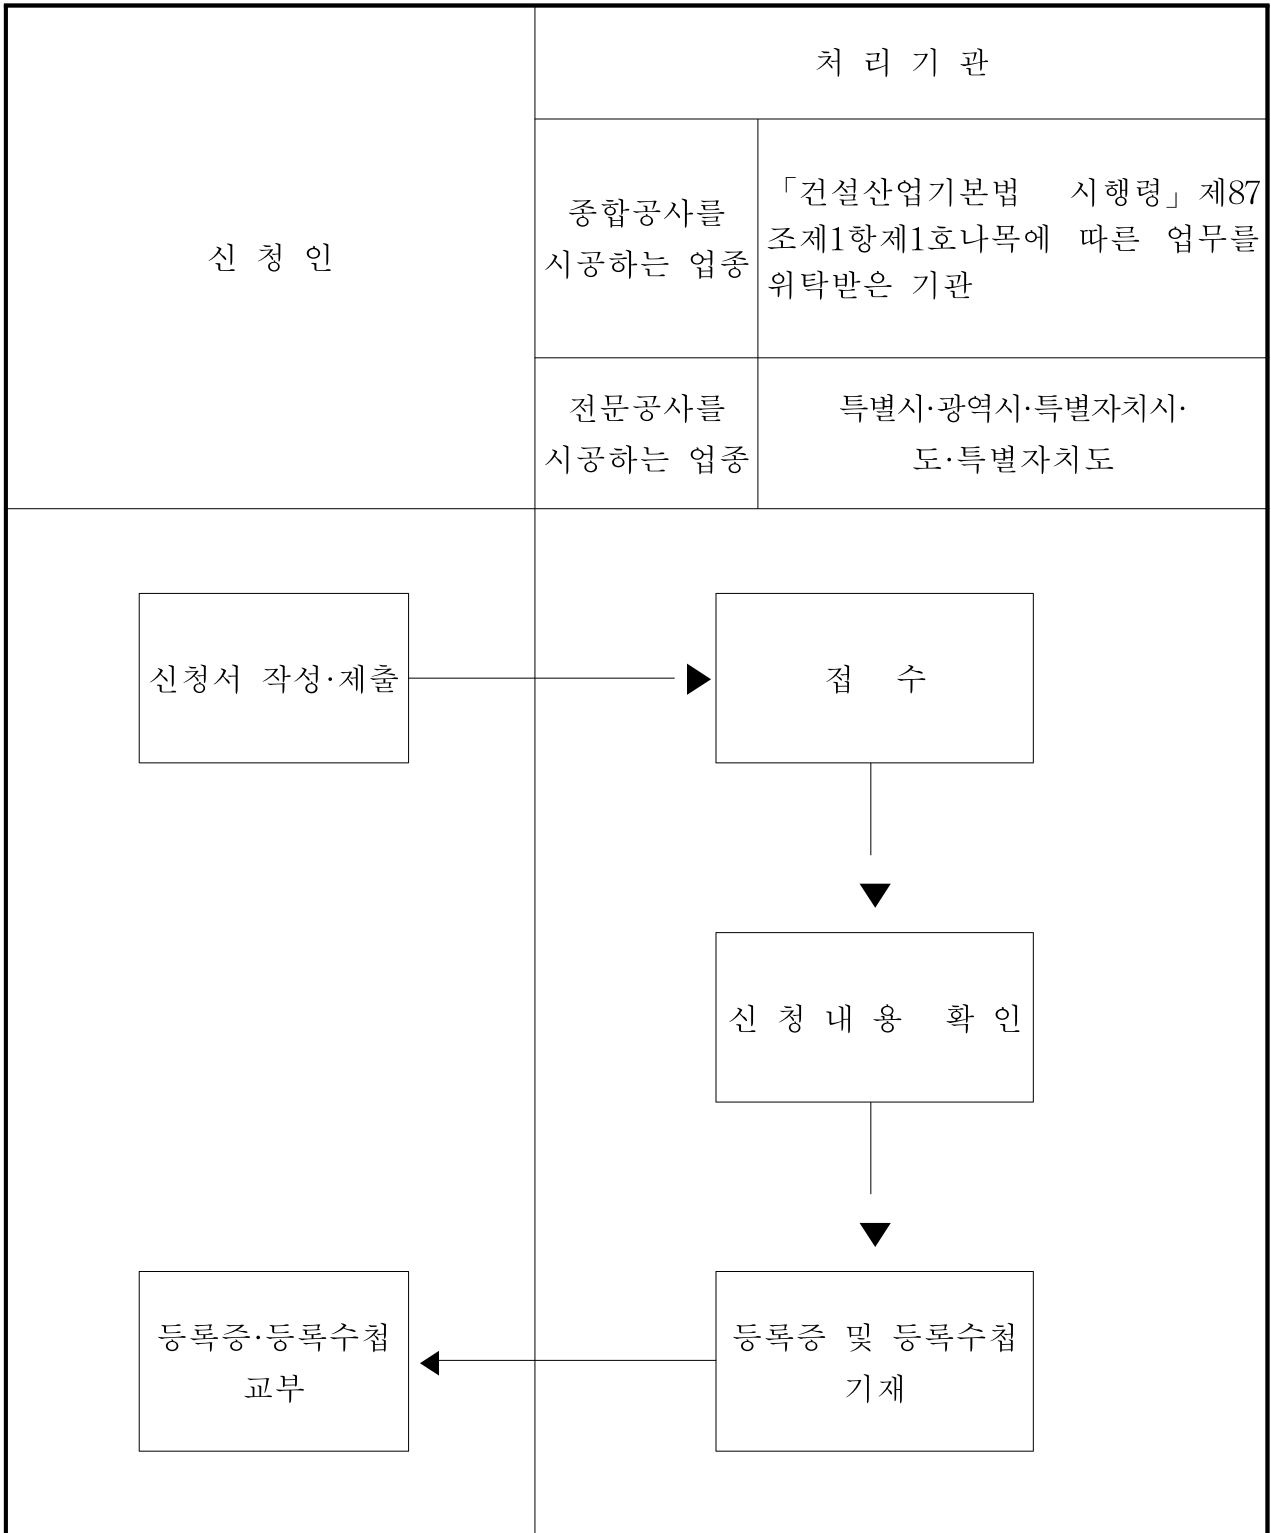 처 리 기 관
신 청 인
종합공사를
시공하는 업종
「건설산업기본법 시행령」제87
조제1항제1호나목에 따른 업무를
위탁받은 기관
전문공사를
시공하는 업종
특별시·광역시·특별자치시·
도·특별자치도
신청서 작성·제출
접 수
신 청 내 용 확 인
등록증·등록수첩
교부
등록증 및 등록수첩
기재